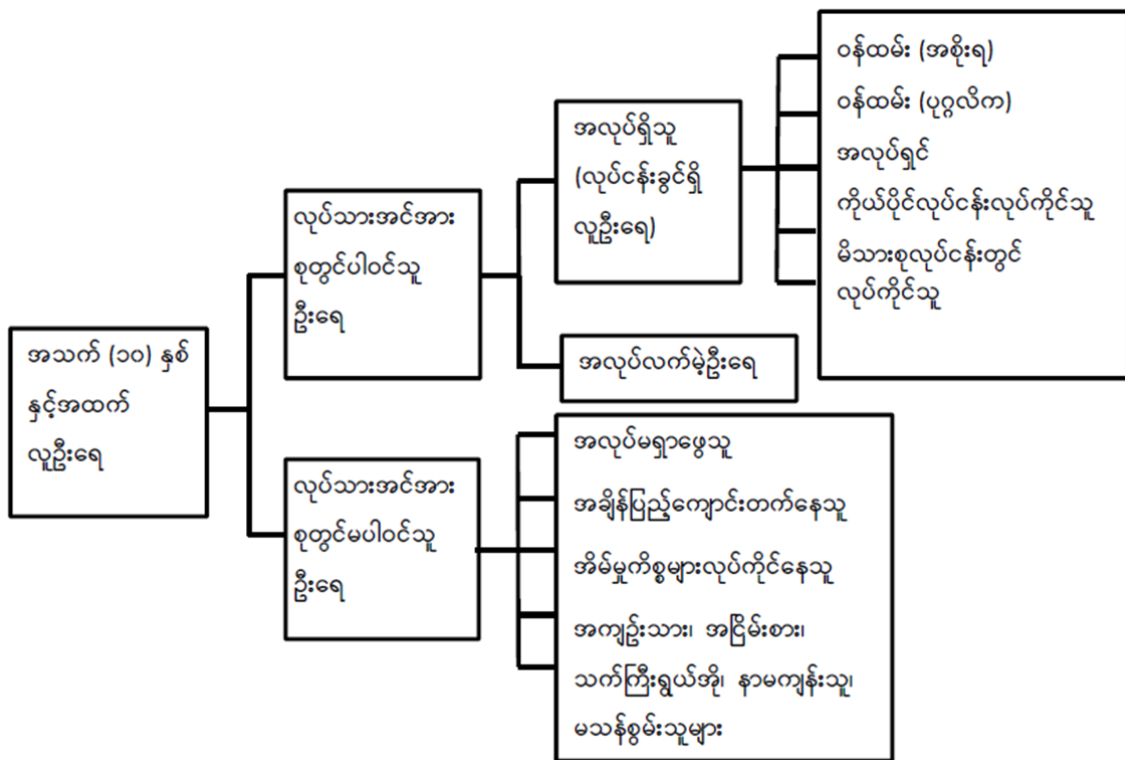 အသက် (၁၀) နှစ်
နှင့်အထက်
လူဦးရေ
လုပ်သားအင်အား
စုတွင်ပါဝင်သူ
ဦးရေ
အလုပ်ရှိသူ
(လုပ်ငန်းခွင်ရှိ
လူဦးရေ)
ဝန်ထမ်း (အစိုးရ)
ဝန်ထမ်း (ပုဂ္ဂလိက)
အလုပ်ရှင်
ကိုယ်ပိုင်လုပ်ငန်းလုပ်ကိုင်သူ
မိသားစုလုပ်ငန်းတွင်
လုပ်ကိုင်သူ
အလုပ်လက်မဲ့ဦးရေ
လုပ်သားအင်အား
စုတွင်မပါဝင်သူ
ဦးရေ
အလုပ်မရှာဖွေသူ
အချိန်ပြည့်ကျောင်းတက်နေသူ
အိမ်မှုကိစ္စများလုပ်ကိုင်နေသူ
အကျဉ်းသား၊ အငြိမ်းစား၊
သက်ကြီးရွယ်အို၊ နာမကျန်းသူ၊
မသန်စွမ်းသူများ